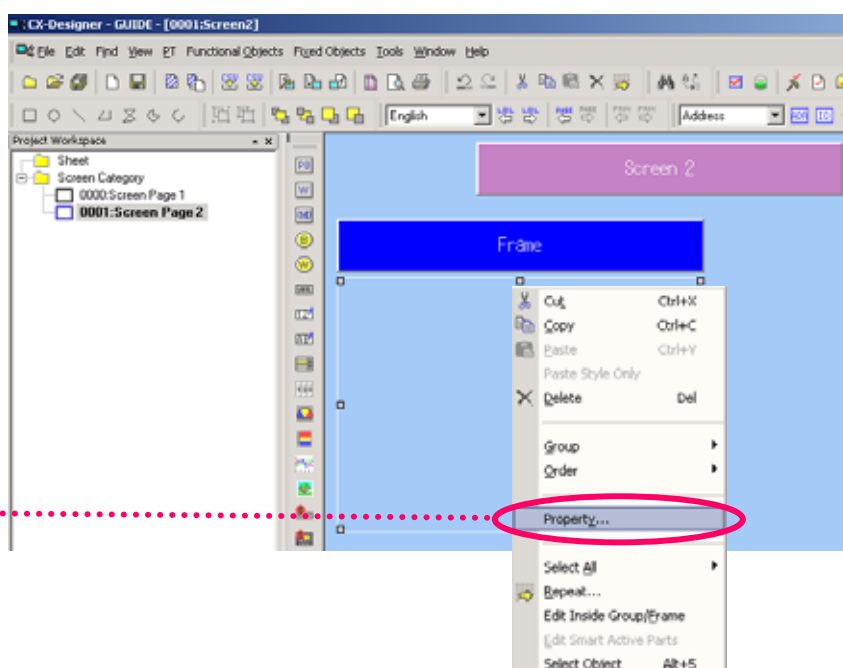 CX-Designer - GUIDE - [0001:Screen2]
File Edit Find View PT Functional Objects Fixed Objects Tools Window Help
English
Address
Project Workspace
Sheet
Screen Category
0000:Screen Page 1
0001:Screen Page 2
Screen 2
Frame
Cut Ctrl+X
Copy Ctrl+C
Paste Ctrl+V
Paste Style Only
Delete Del
Group
Order
Property...
Select All
Repeat...
Edit Inside Group/Frame
Edit Smart Active Parts
Select Object Alt+S